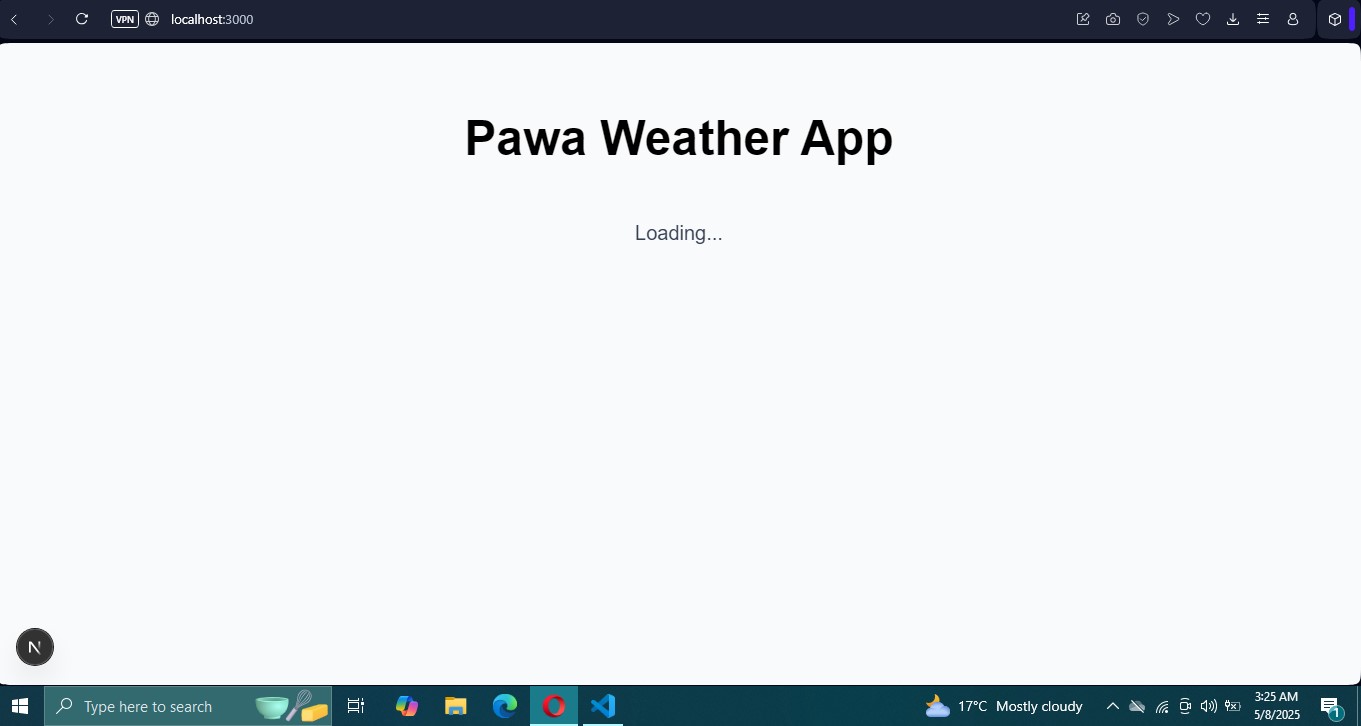 VPN
localhost:3000
Pawa Weather App
Loading...
N
Type here to search
17°C Mostly cloudy
3:25 AM
5/8/2025
1